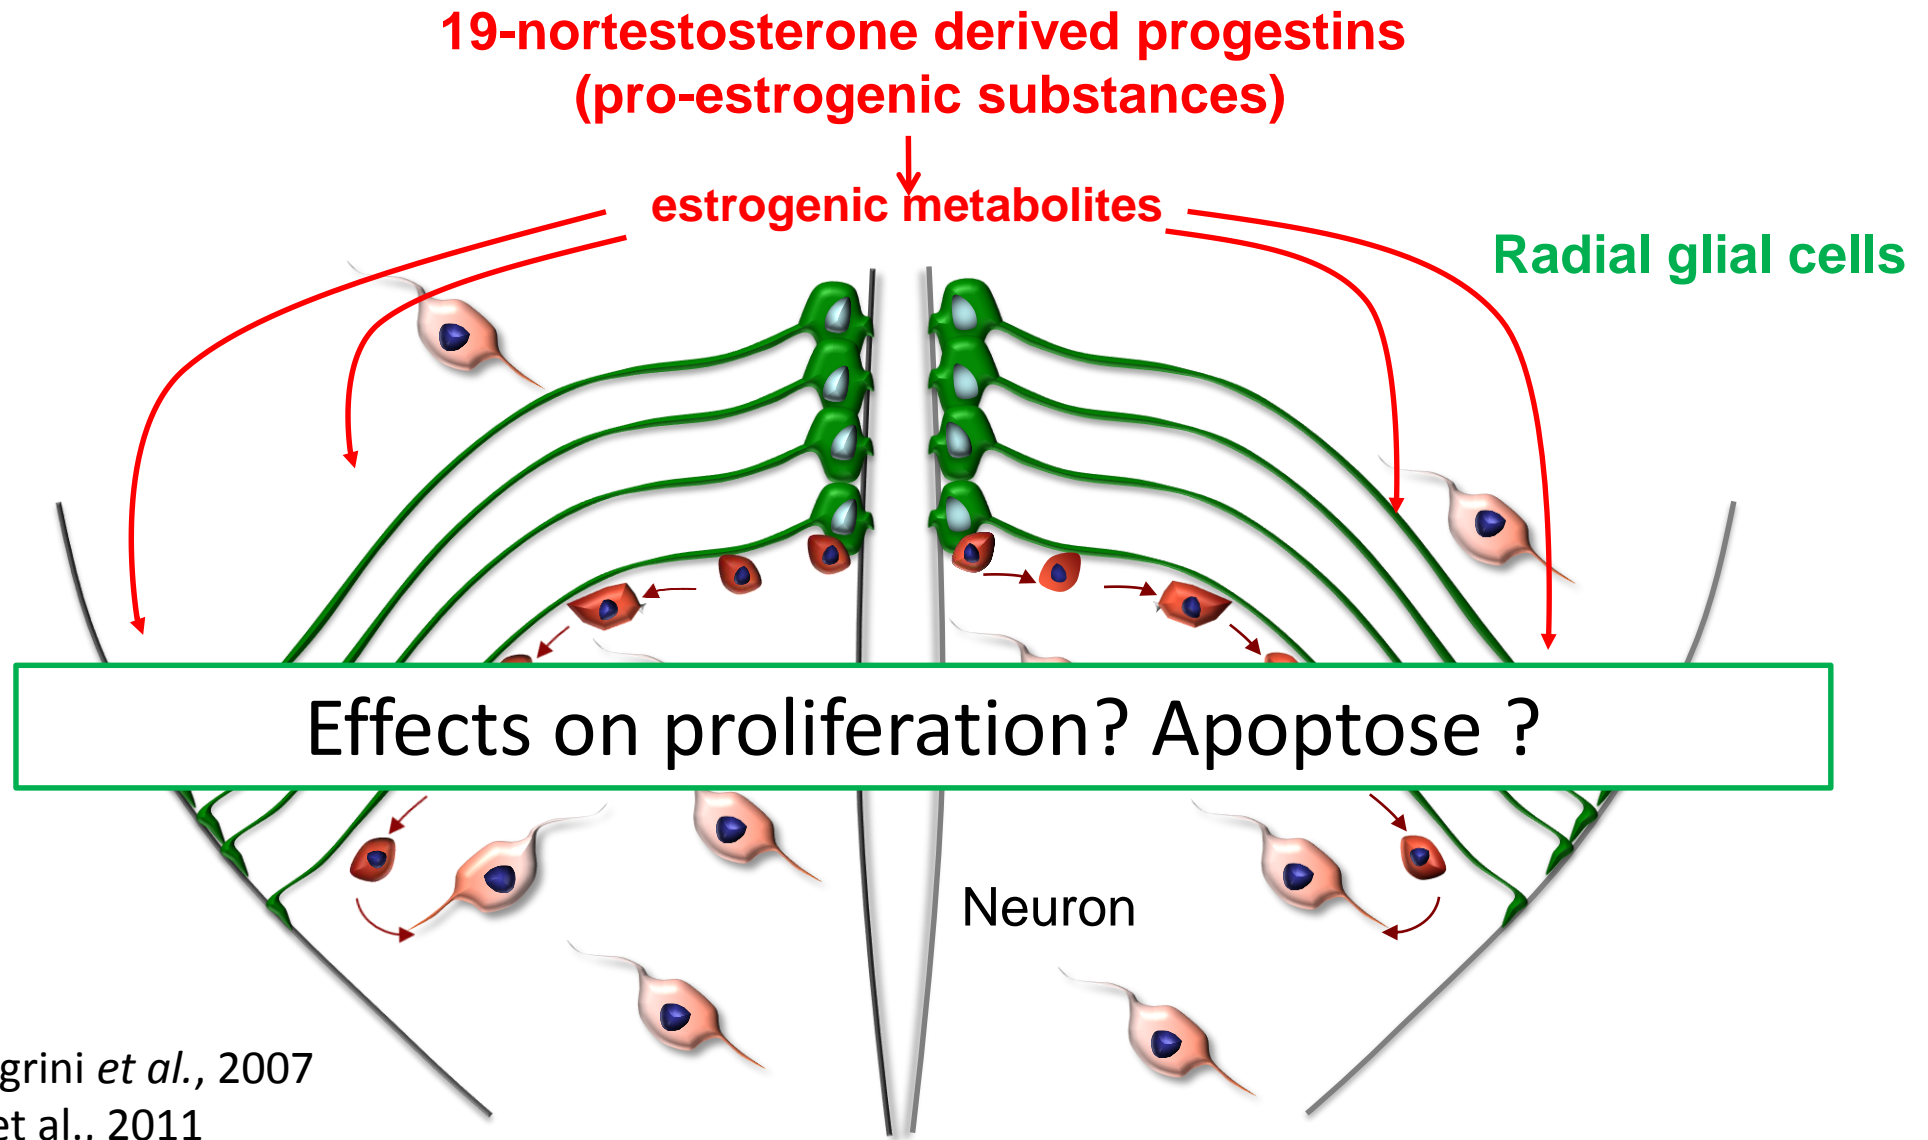 19-nortestosterone derived progestins
(pro-estrogenic substances)
estrogenic metabolites
Radial glial cells
Effects on proliferation? Apoptose ?
Neuron
grini et al., 2007
et al., 2011